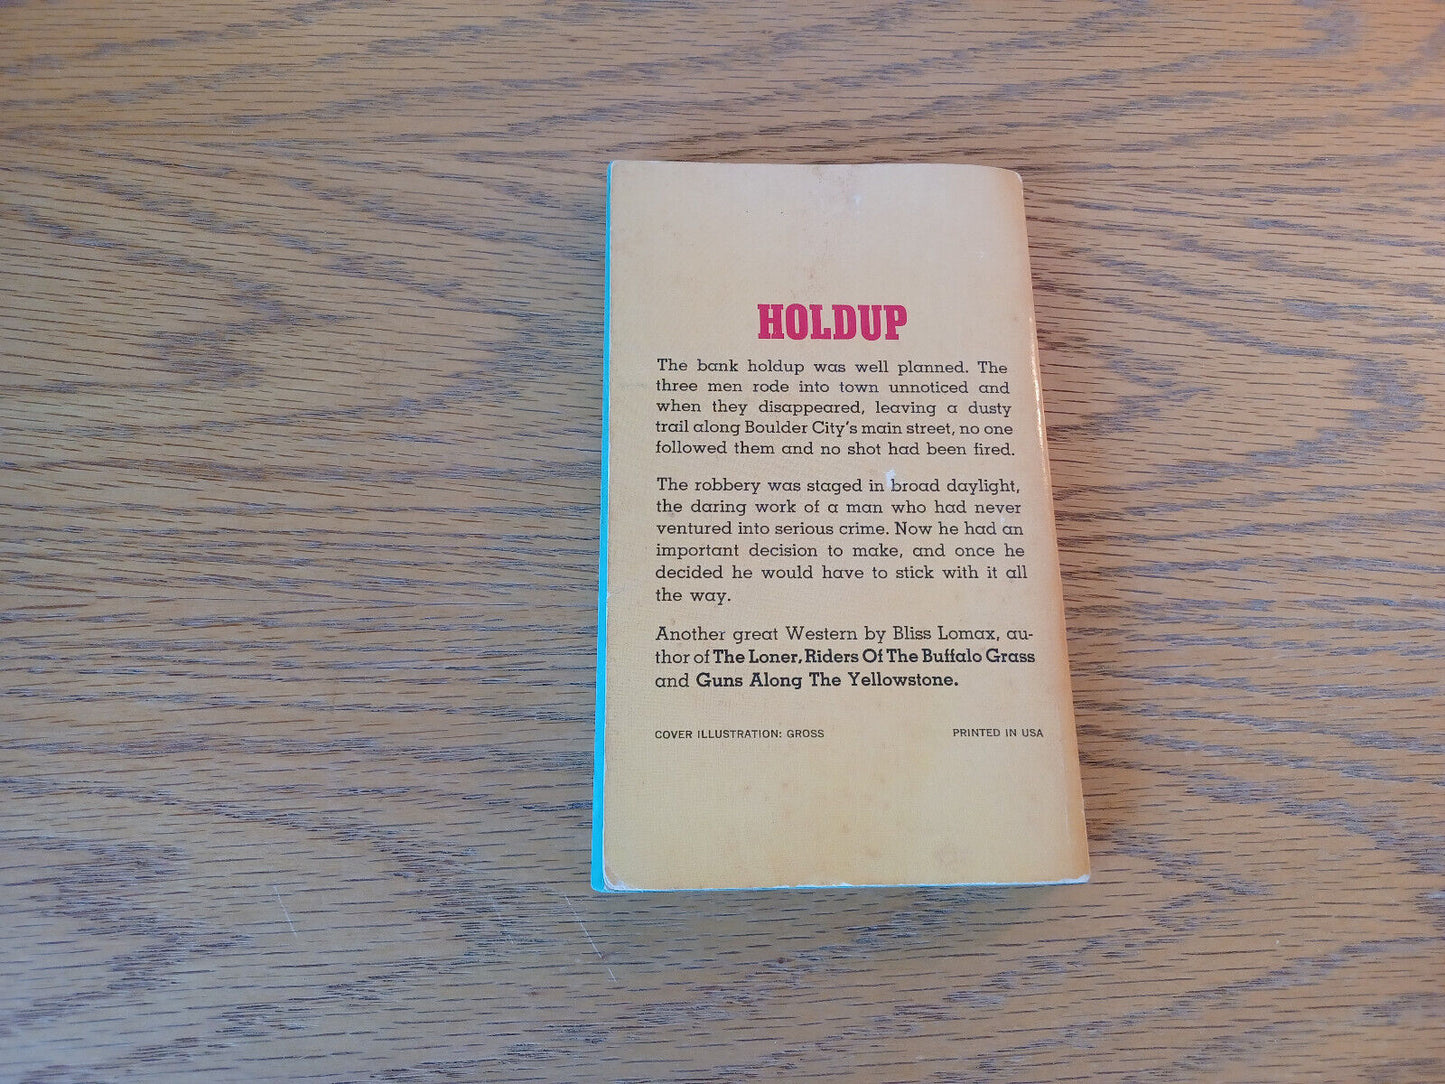 HOLDUP
The bank holdup was well planned. The
three men rode into town unnoticed and
when they disappeared, leaving a dusty
trail along Boulder City's main street, no one
followed them and no shot had been fired.
The robbery was staged in broad daylight,
the daring work of a man who had never
ventured into serious crime. Now he had an
important decision to make, and once he
decided he would have to stick with it all
the way.
Another great Western by Bliss Lomax, au-
thor of The Loner, Riders Of The Buffalo Grass
and Guns Along The Yellowstone.
COVER ILLUSTRATION: GROSS PRINTED IN USA